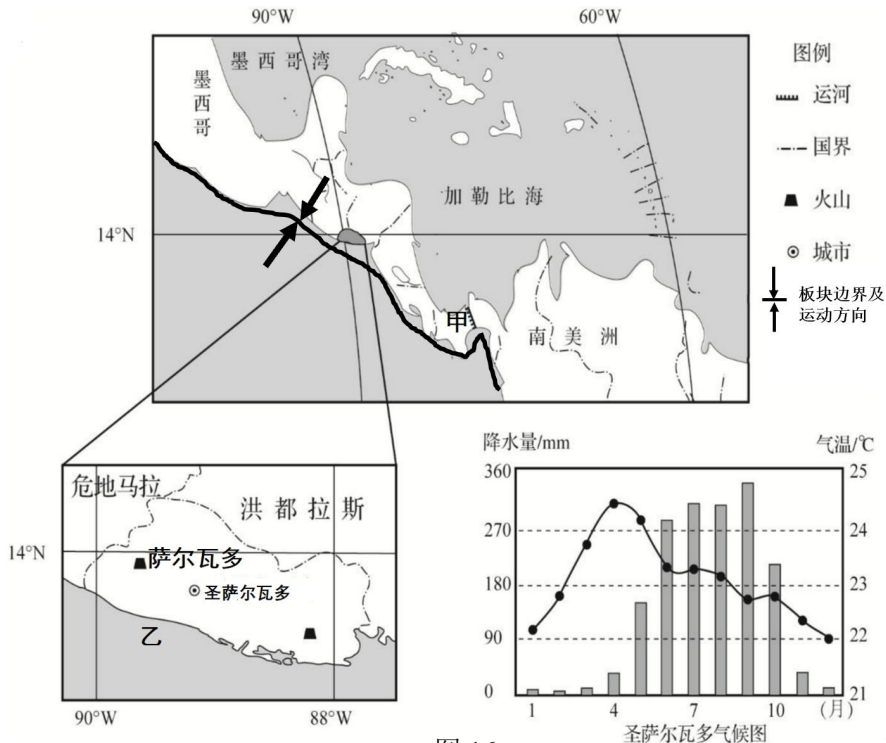 90°W
60°W
墨西哥湾
墨西哥
加勒比海
14°N
甲
南美洲
图例
运河
国界
火山
城市
板块边界及
运动方向
危地马拉
洪都拉斯
14°N
萨尔瓦多
圣萨尔瓦多
乙
90°W
88°W
降水量/mm
气温/℃
360
270
180
90
0
25
24
23
22
21
1
4
7
10
(月)
圣萨尔瓦多气候图